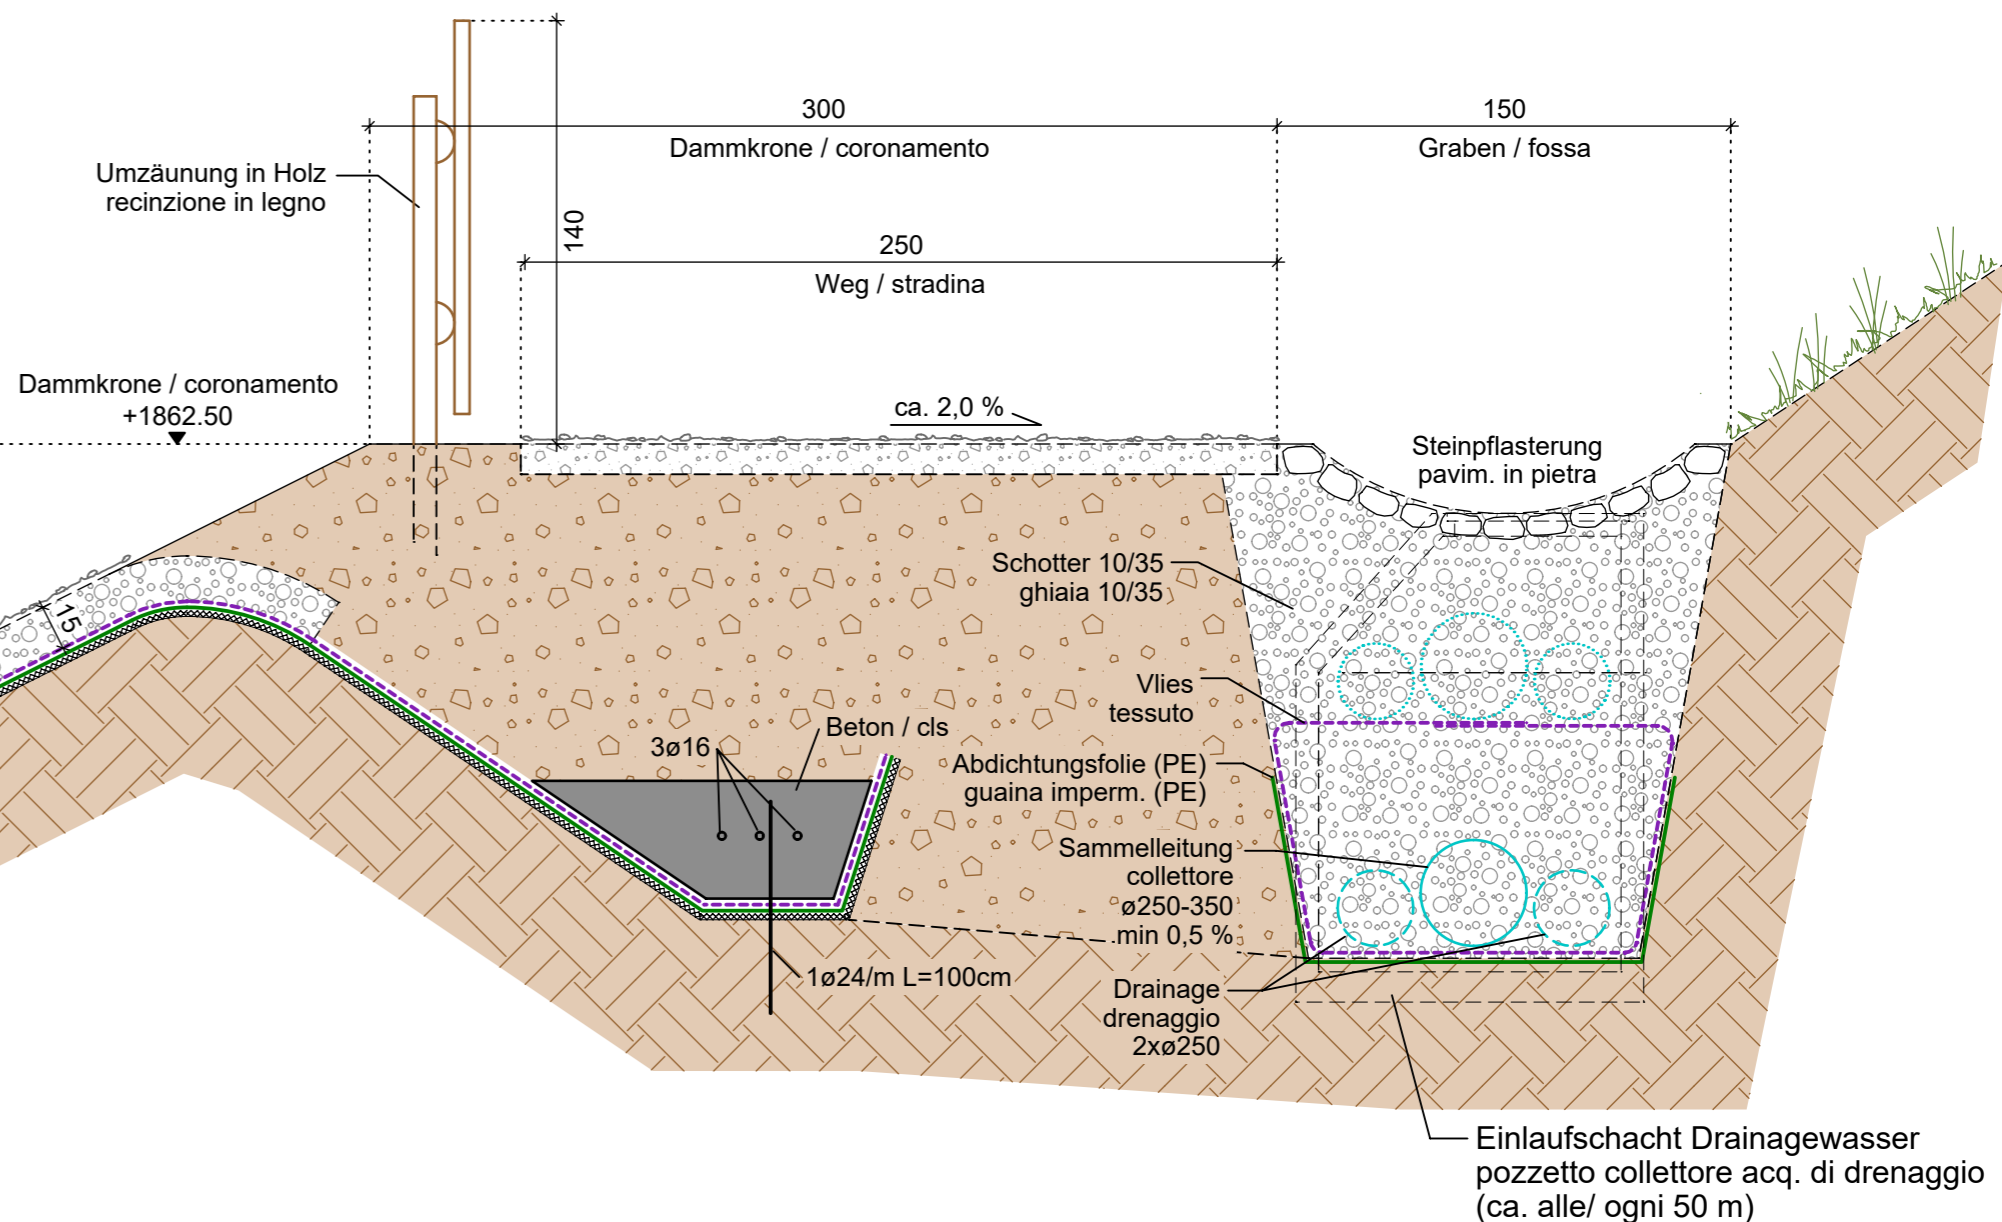 300
Dammkrone / coronamento
150
Graben / fossa
Umzäunung in Holz
recinzione in legno
140
250
Weg / stradina
Dammkrone / coronamento
+1862.50
ca. 2,0 %
Steinpflasterung
pavim. in pietra
Schotter 10/35
ghiaia 10/35
15
Vlies
tessuto
Beton / cls
3ø16
Abdichtungsfolie (PE)
guaina imperm. (PE)
Sammelleitung
collettore
ø250-350
min 0,5 %
1ø24/m L=100cm
Drainage
drenaggio
2xø250
Einlaufschacht Drainagewasser
pozzetto collettore acq. di drenaggio
(ca. alle/ ogni 50 m)